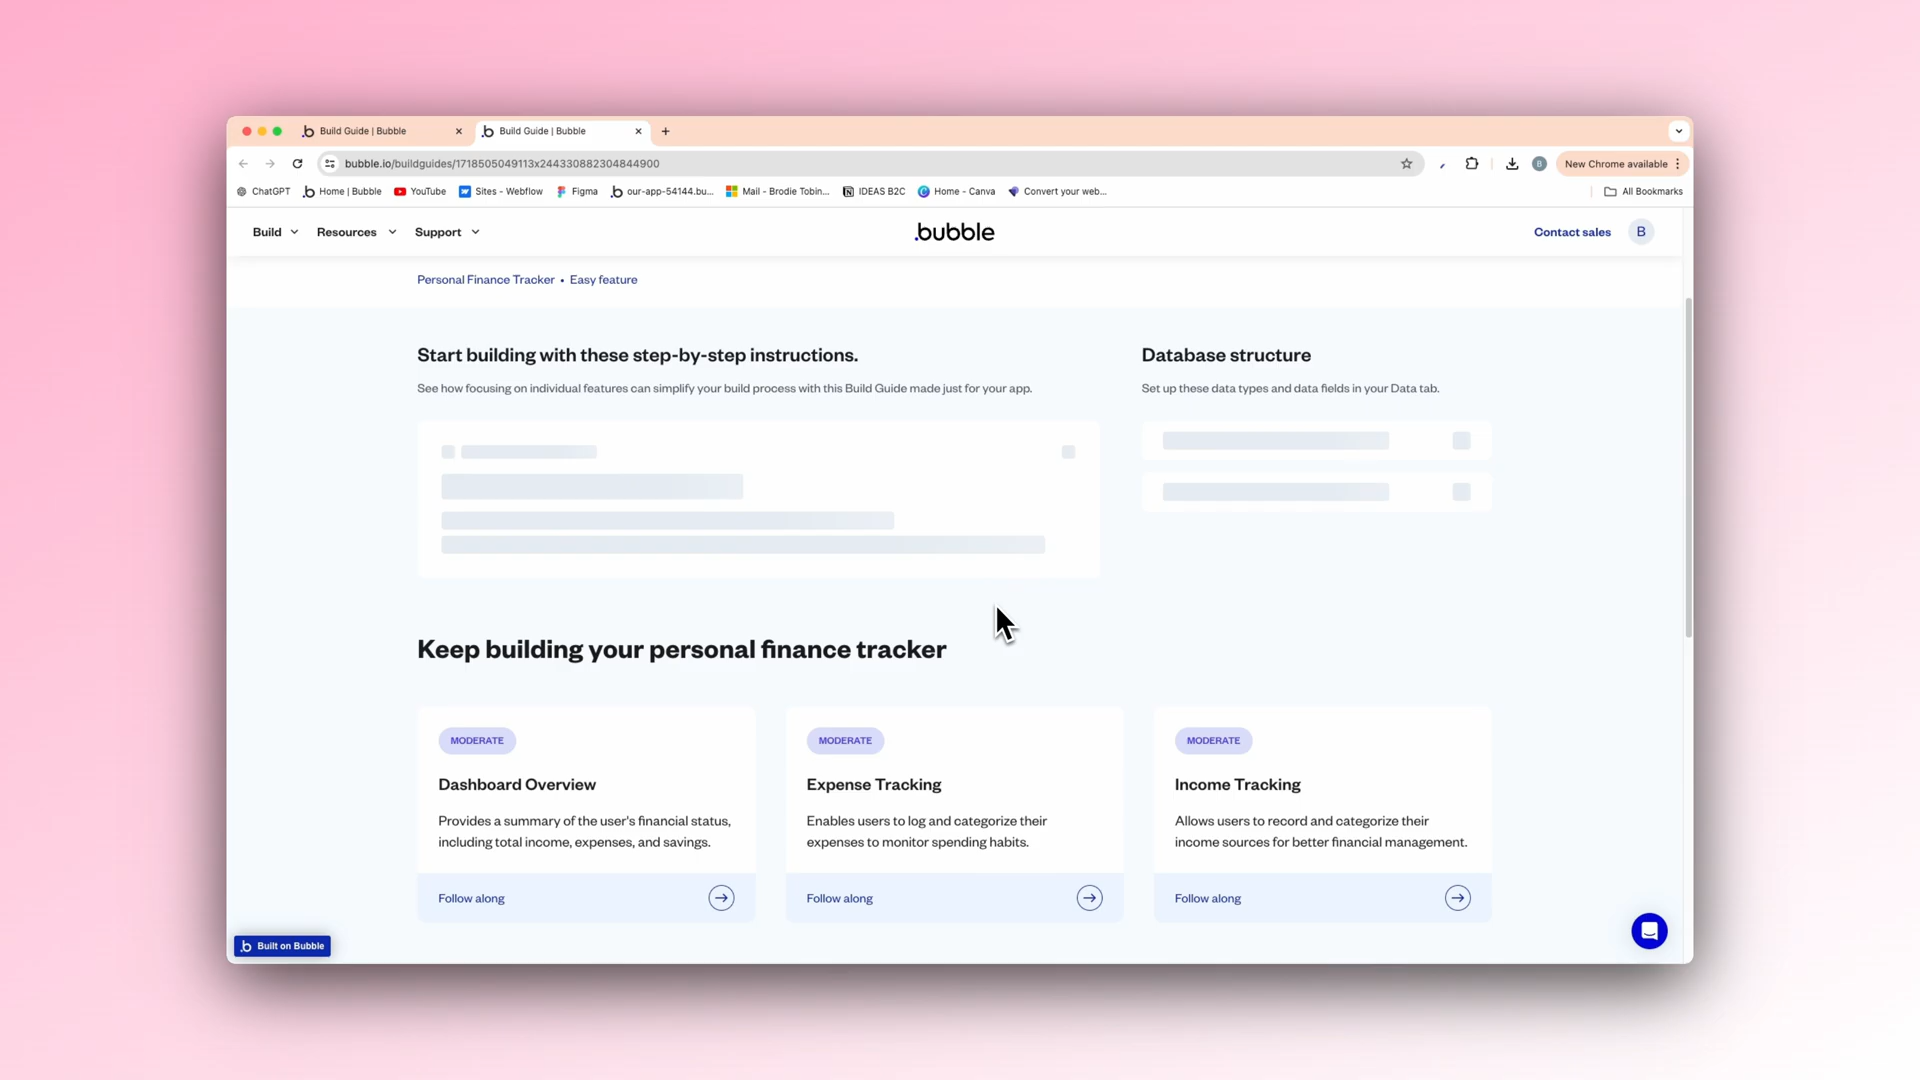 Build Guide | Bubble
Build Guide | Bubble
bubble.io/buildguides/1718505049113x244330882304844900
B
New Chrome available
ChatGPT
Home | Bubble
YouTube
Sites - Webflow
Figma
our-app-54144.bu...
Mail - Brodie Tobin...
IDEAS B2C
Home - Canva
Convert your web...
All Bookmarks
Build
Resources
Support
.bubble
Contact sales
B
Personal Finance Tracker • Easy feature
Start building with these step-by-step instructions.
See how focusing on individual features can simplify your build process with this Build Guide made just for your app.
Database structure
Set up these data types and data fields in your Data tab.
Keep building your personal finance tracker
MODERATE
Dashboard Overview
Provides a summary of the user's financial status,
including total income, expenses, and savings.
Follow along
MODERATE
Expense Tracking
Enables users to log and categorize their
expenses to monitor spending habits.
Follow along
MODERATE
Income Tracking
Allows users to record and categorize their
income sources for better financial management.
Follow along
Built on Bubble